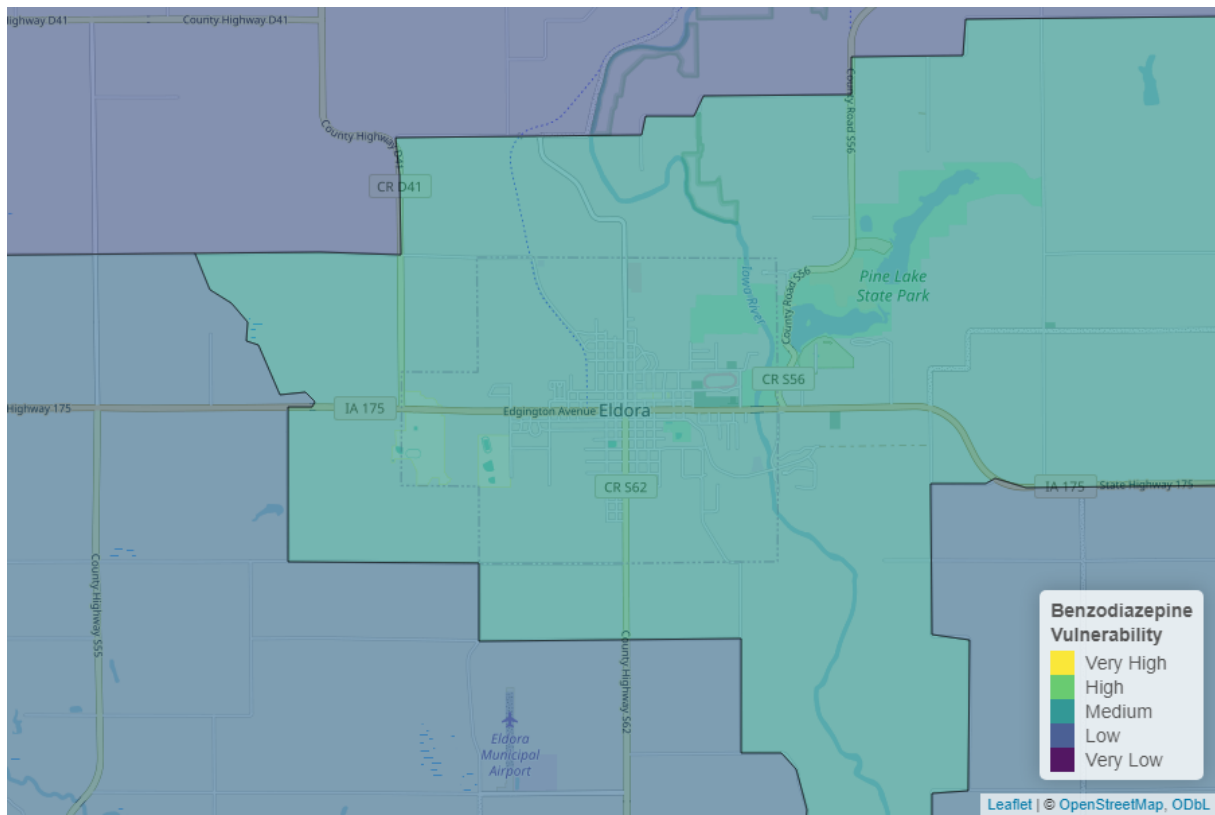 ighway D41
County Highway D41
County Highway D41
CR D41
County Road S56
Pine Lake
State Park
Iowa River
County Road S56
CR S56
Highway 175
IA 175
Edgington Avenue
Eldora
CR S62
IA 175
State Highway 175
County Highway S55
County Highway S62
Eldora
Municipal
Airport
Benzodiazepine
Vulnerability
Very High
High
Medium
Low
Very Low
Leaflet | © OpenStreetMap, ODbL